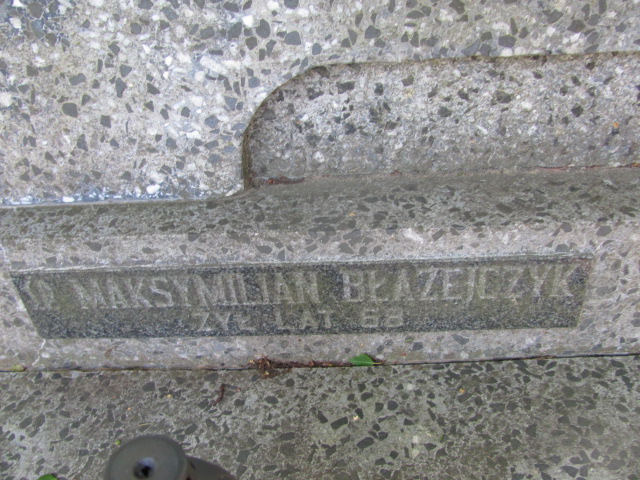 MAKSYMILIAN BŁAŻEJCZYK
ŻYŁ LAT 68